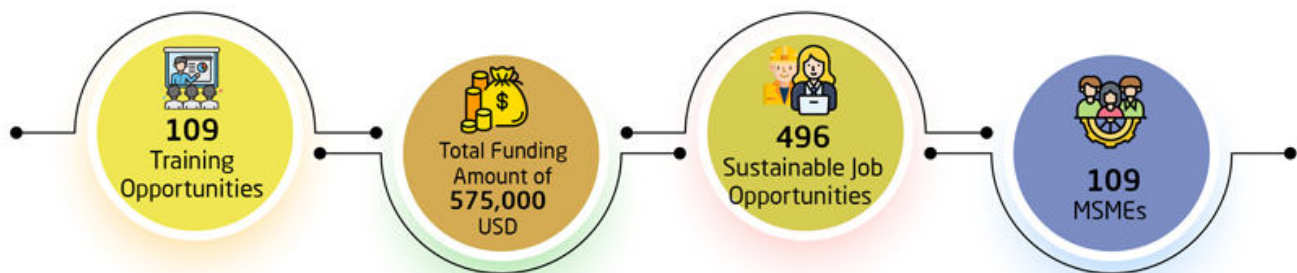 109
Training
Opportunities
$
Total Funding
Amount of
575,000
USD
496
Sustainable Job
Opportunities
109
MSMEs